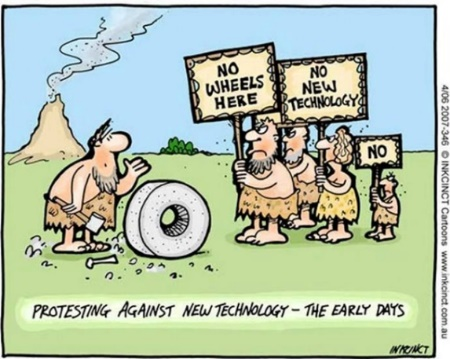 NO
WHEELS
HERE
NO
NEW
TECHNOLOGY
NO
PROTESTING AGAINST NEW TECHNOLOGY – THE EARLY DAYS
INKCINCT
4/06 2007-346 © INKCINCT Cartoons www.inkcinct.com.au